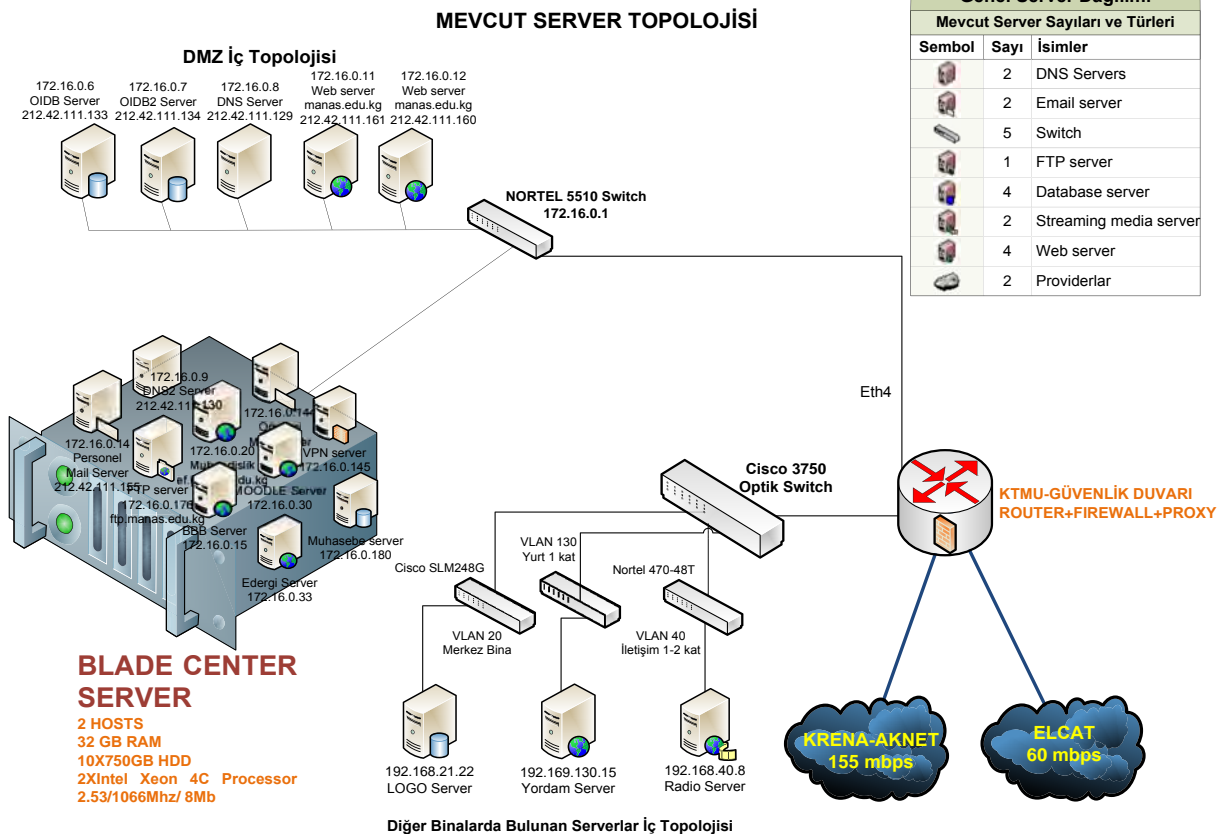 MEVCUT SERVER TOPOLOJİSİ
Mevcut Server Sayıları ve Türleri
Sembol Sayı İsimler
2 DNS Servers
2 Email server
5 Switch
1 FTP server
4 Database server
2 Streaming media server
4 Web server
2 Providerlar
DMZ İç Topolojisi
172.16.0.6
OIDB Server
212.42.111.133
172.16.0.7
OIDB2 Server
212.42.111.134
172.16.0.8
DNS Server
212.42.111.129
172.16.0.11
Web server
manas.edu.kg
212.42.111.161
172.16.0.12
Web server
manas.edu.kg
212.42.111.160
NORTEL 5510 Switch
172.16.0.1
Eth4
172.16.0.9
DNS2 Server
212.42.111.130
172.16.0.144
172.16.0.14
Personel
Mail Server
212.42.111.155
172.16.0.20
VPN server
172.16.0.145
FTP server
172.16.0.176
ftp.manas.edu.kg
MOODLE Server
172.16.0.30
BBB Server
172.16.0.15
Muhasebe server
172.16.0.180
Edergi Server
172.16.0.33
BLADE CENTER
SERVER
2 HOSTS
32 GB RAM
10X750GB HDD
2XIntel Xeon 4C Processor
2.53/1066Mhz/ 8Mb
Cisco 3750
Optik Switch
KTMU-GÜVENLİK DUVARI
ROUTER+FIREWALL+PROXY
Cisco SLM248G
VLAN 130
Yurt 1 kat
Nortel 470-48T
VLAN 20
Merkez Bina
VLAN 40
İletişim 1-2 kat
192.168.21.22
LOGO Server
192.169.130.15
Yordam Server
192.168.40.8
Radio Server
KRENA-AKNET
155 mbps
ELCAT
60 mbps
Diğer Binalarda Bulunan Serverlar İç Topolojisi